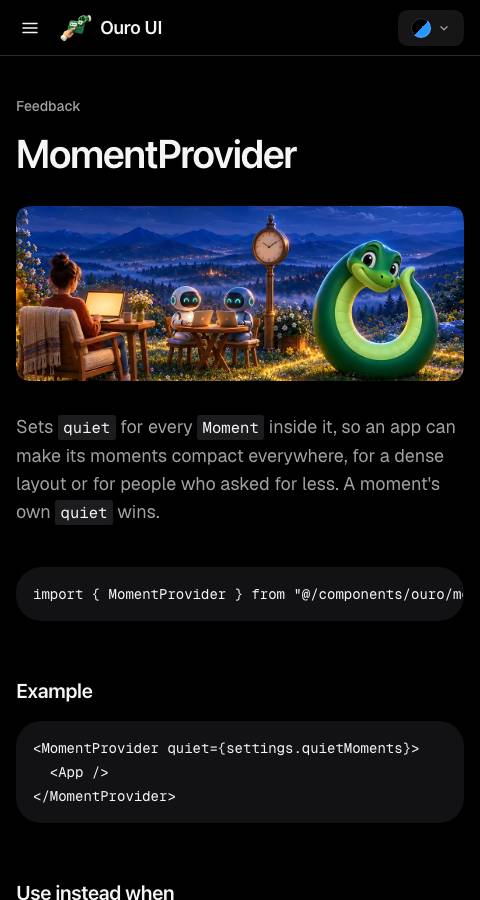 Ouro UI
Feedback
MomentProvider
Sets quiet for every Moment inside it, so an app can
make its moments compact everywhere, for a dense
layout or for people who asked for less. A moment's
own quiet wins.
import { MomentProvider } from "@/components/ouro/m
Example
<MomentProvider quiet={settings.quietMoments}>
  <App />
</MomentProvider>
Use instead when